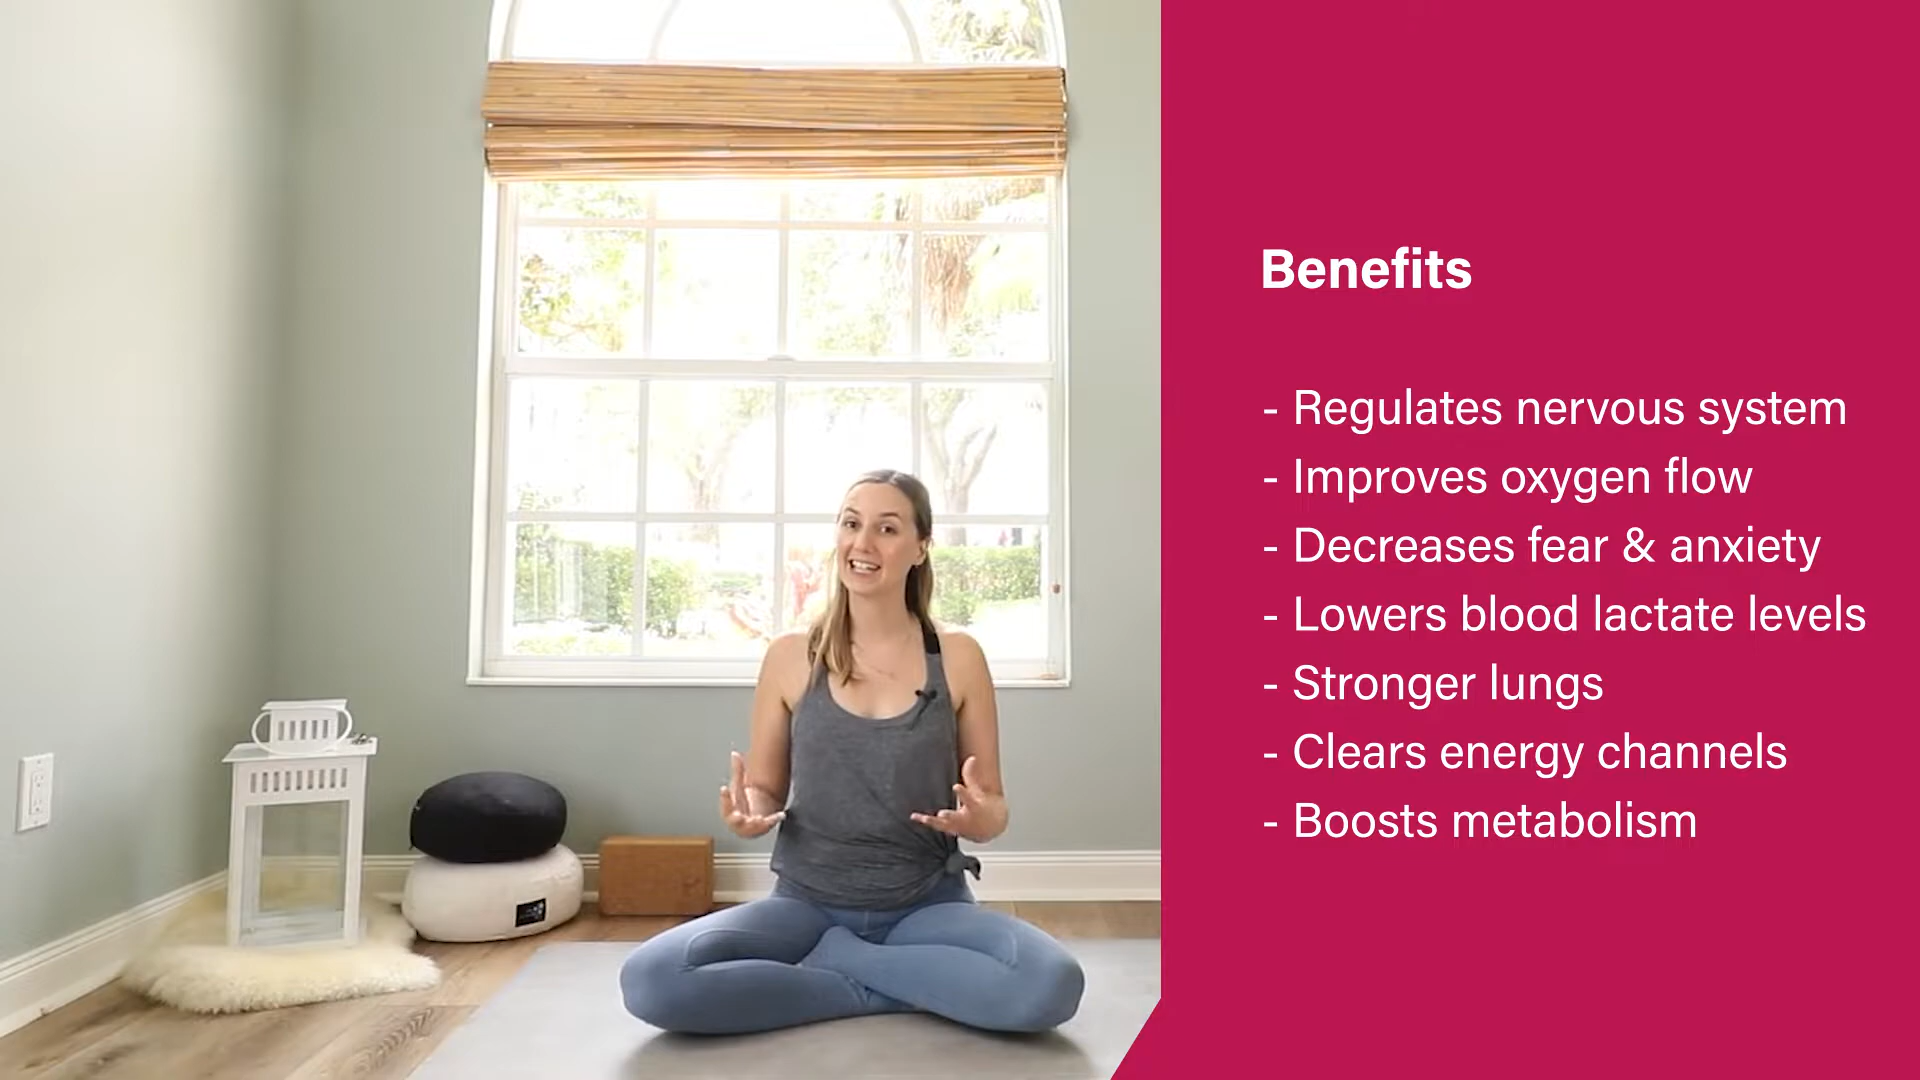 Benefits
- Regulates nervous system
- Improves oxygen flow
- Decreases fear & anxiety
- Lowers blood lactate levels
- Stronger lungs
- Clears energy channels
- Boosts metabolism